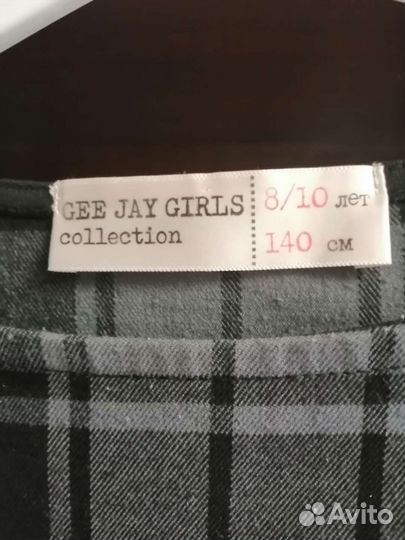 GEE JAY GIRLS
collection
8/10 лет
140 см
Avito